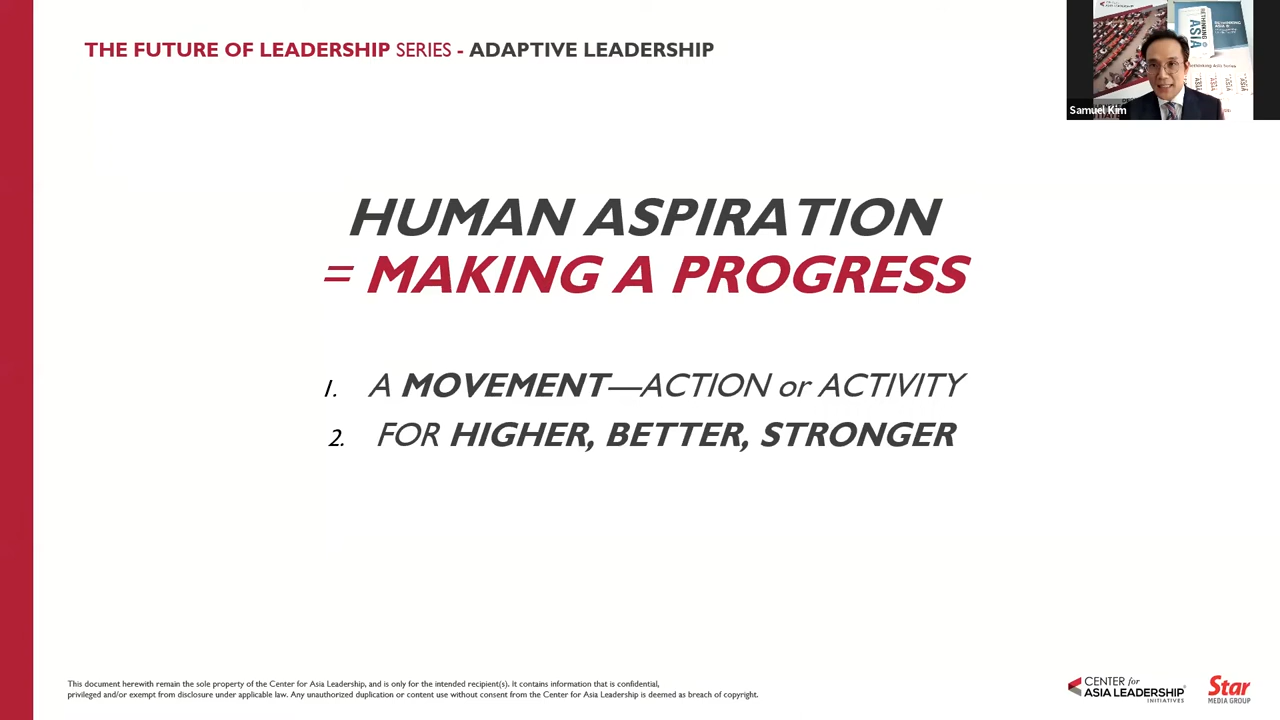 THE FUTURE OF LEADERSHIP SERIES - ADAPTIVE LEADERSHIP
ASIA LEADERSHIP
RETHINKING
ASIA
Samuel Kim
HUMAN ASPIRATION
= MAKING A PROGRESS
1. A MOVEMENT—ACTION or ACTIVITY
2. FOR HIGHER, BETTER, STRONGER
This document herewith remain the sole property of the Center for Asia Leadership, and is only for the intended recipient(s). It contains information that is confidential,
privileged and/or exempt from disclosure under applicable law. Any unauthorized duplication or content use without consent from the Center for Asia Leadership is deemed as breach of copyright.
CENTER for
ASIA LEADERSHIP®
INITIATIVES
Star
MEDIA GROUP